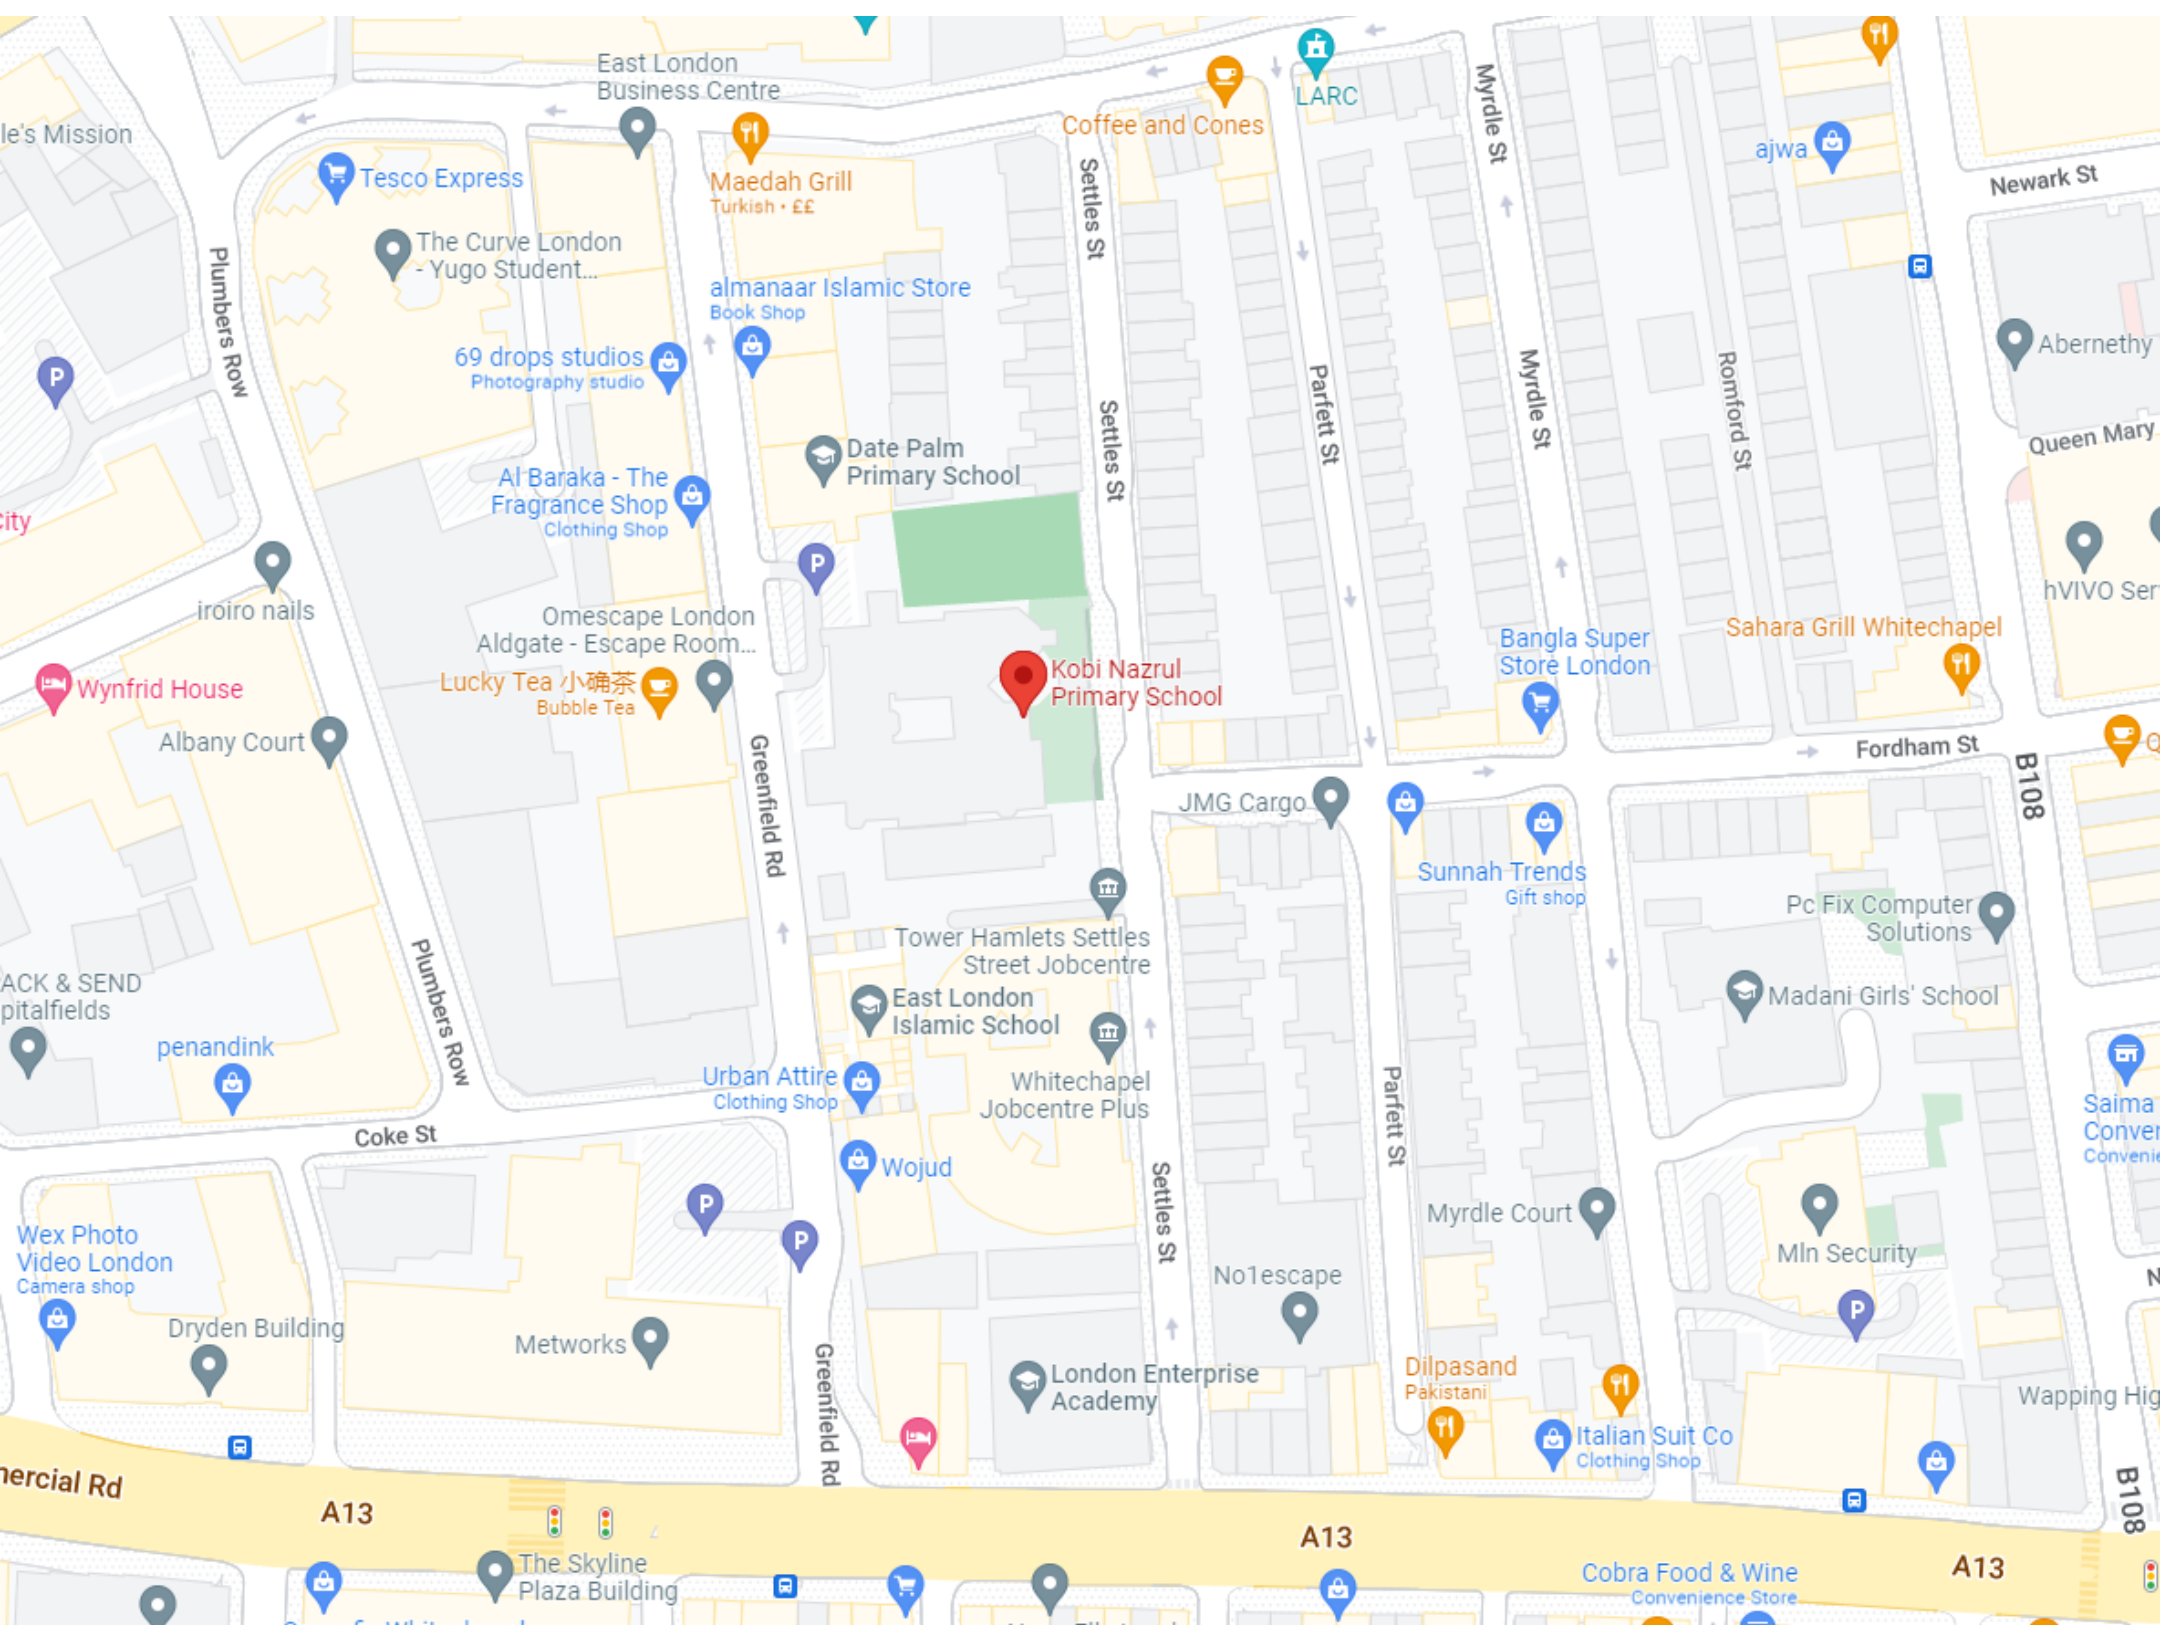 East London
Business Centre
LARC
Coffee and Cones
Myrdle St
le's Mission
ajwa
Newark St
Tesco Express
Maedah Grill
Turkish • ££
Settles St
The Curve London
- Yugo Student...
Plumbers Row
almanaar Islamic Store
Book Shop
69 drops studios
Photography studio
Abernethy
Parfett St
Myrdle St
Romford St
Settles St
Queen Mary
P
Date Palm
Primary School
Al Baraka - The
Fragrance Shop
Clothing Shop
City
P
iroiro nails
hVIVO Ser
Omescape London
Aldgate - Escape Room...
Lucky Tea 小确茶
Bubble Tea
Bangla Super
Store London
Sahara Grill Whitechapel
Kobi Nazrul
Primary School
Wynfrid House
Albany Court
Greenfield Rd
Fordham St
Q
B108
JMG Cargo
Sunnah Trends
Gift shop
Pc Fix Computer
Solutions
Tower Hamlets Settles
Street Jobcentre
Plumbers Row
ACK & SEND
pitalfields
East London
Islamic School
Madani Girls' School
penandink
Urban Attire
Clothing Shop
Whitechapel
Jobcentre Plus
Parfett St
Saima
Conver
Convenie
Coke St
Wojud
Settles St
P
P
Myrdle Court
Wex Photo
Video London
Camera shop
Mln Security
No1escape
N
P
Dryden Building
Metworks
Greenfield Rd
London Enterprise
Academy
Dilpasand
Pakistani
Wapping Hig
Italian Suit Co
Clothing Shop
B108
mercial Rd
A13
A13
A13
The Skyline
Plaza Building
Cobra Food & Wine
Convenience Store